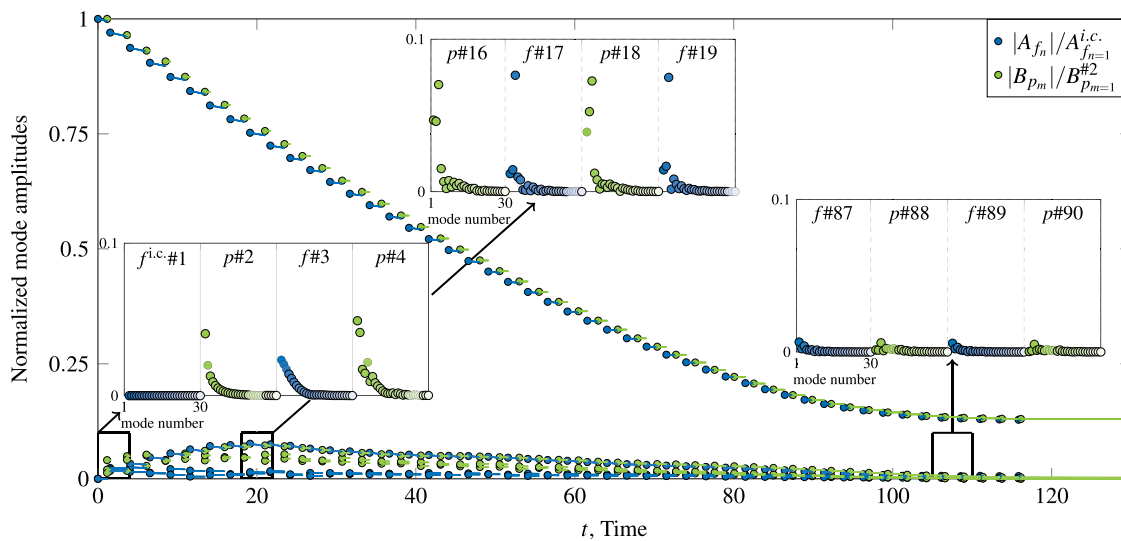 1
0.75
0.5
0.25
0
Normalized mode amplitudes
0
20
40
60
80
100
120
t, Time
|A_{f_n}|/A^{i.c.}_{f_{n=1}}
|B_{p_m}|/B^{#2}_{p_{m=1}}
0.1
p#16
f#17
p#18
f#19
0
1
30
mode number
0.1
f^{i.c.}#1
p#2
f#3
p#4
0
1
30
mode number
0.1
f#87
p#88
f#89
p#90
0
1
30
mode number